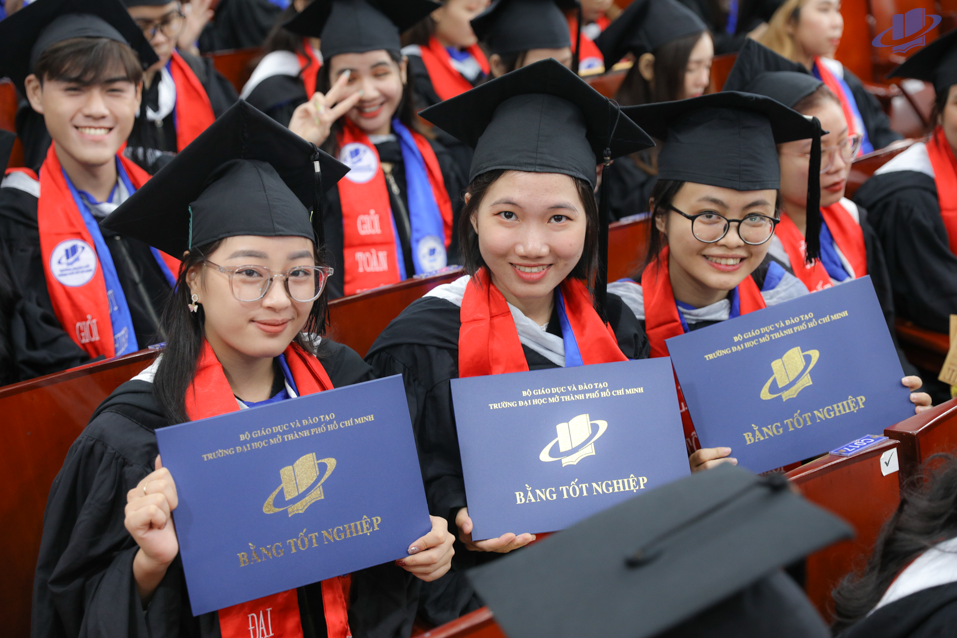 GIỎI
TOÁN
GIỎI
BỘ GIÁO DỤC VÀ ĐÀO TẠO
TRƯỜNG ĐẠI HỌC MỞ THÀNH PHỐ HỒ CHÍ MINH
BẰNG TỐT NGHIỆP
BỘ GIÁO DỤC VÀ ĐÀO TẠO
TRƯỜNG ĐẠI HỌC MỞ THÀNH PHỐ HỒ CHÍ MINH
BẰNG TỐT NGHIỆP
BỘ GIÁO DỤC VÀ ĐÀO TẠO
TRƯỜNG ĐẠI HỌC MỞ THÀNH PHỐ HỒ CHÍ MINH
BẰNG TỐT NGHIỆP
ĐẠI